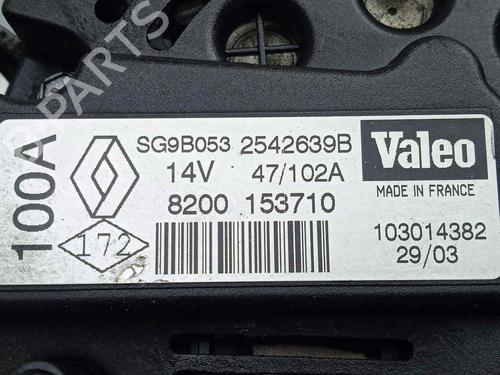 PARTS
100A
SG9B053 2542639B
14V 47/102A
8200 153710
172
Valeo
MADE IN FRANCE
103014382
29/03